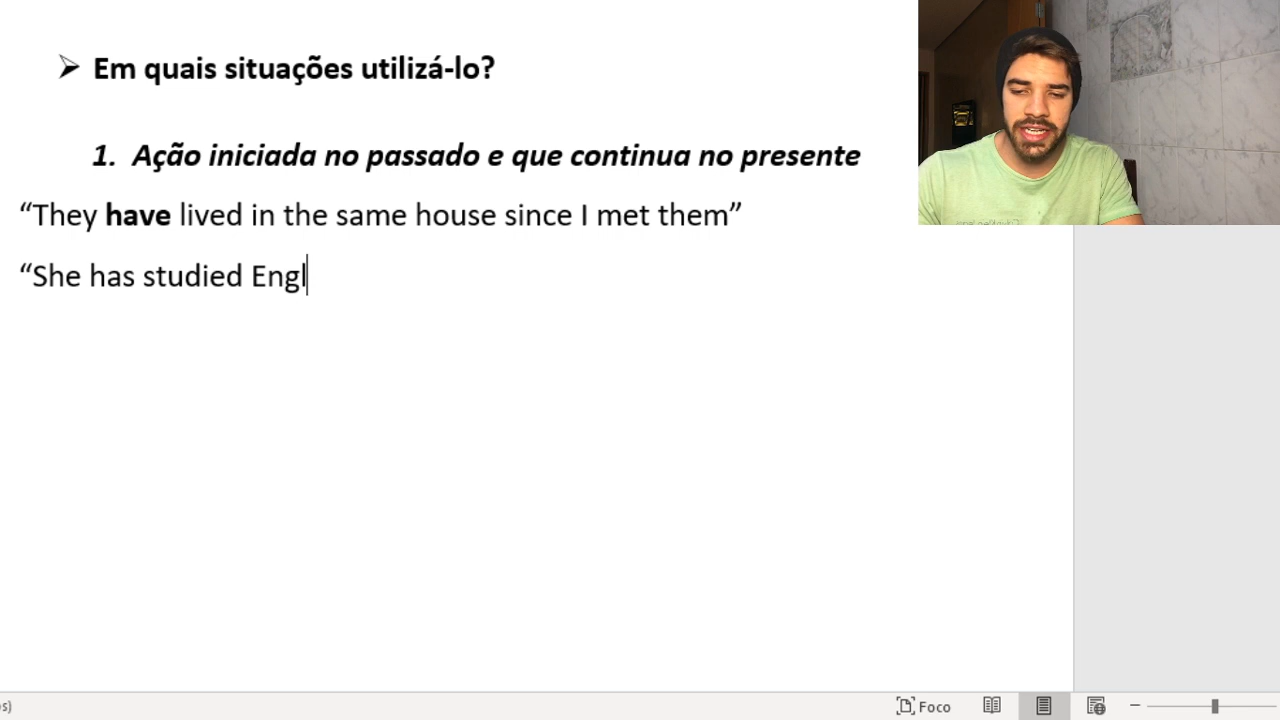 ➢ Em quais situações utilizá-lo?
1. Ação iniciada no passado e que continua no presente
“They have lived in the same house since I met them”
“She has studied Engl
s)
Foco